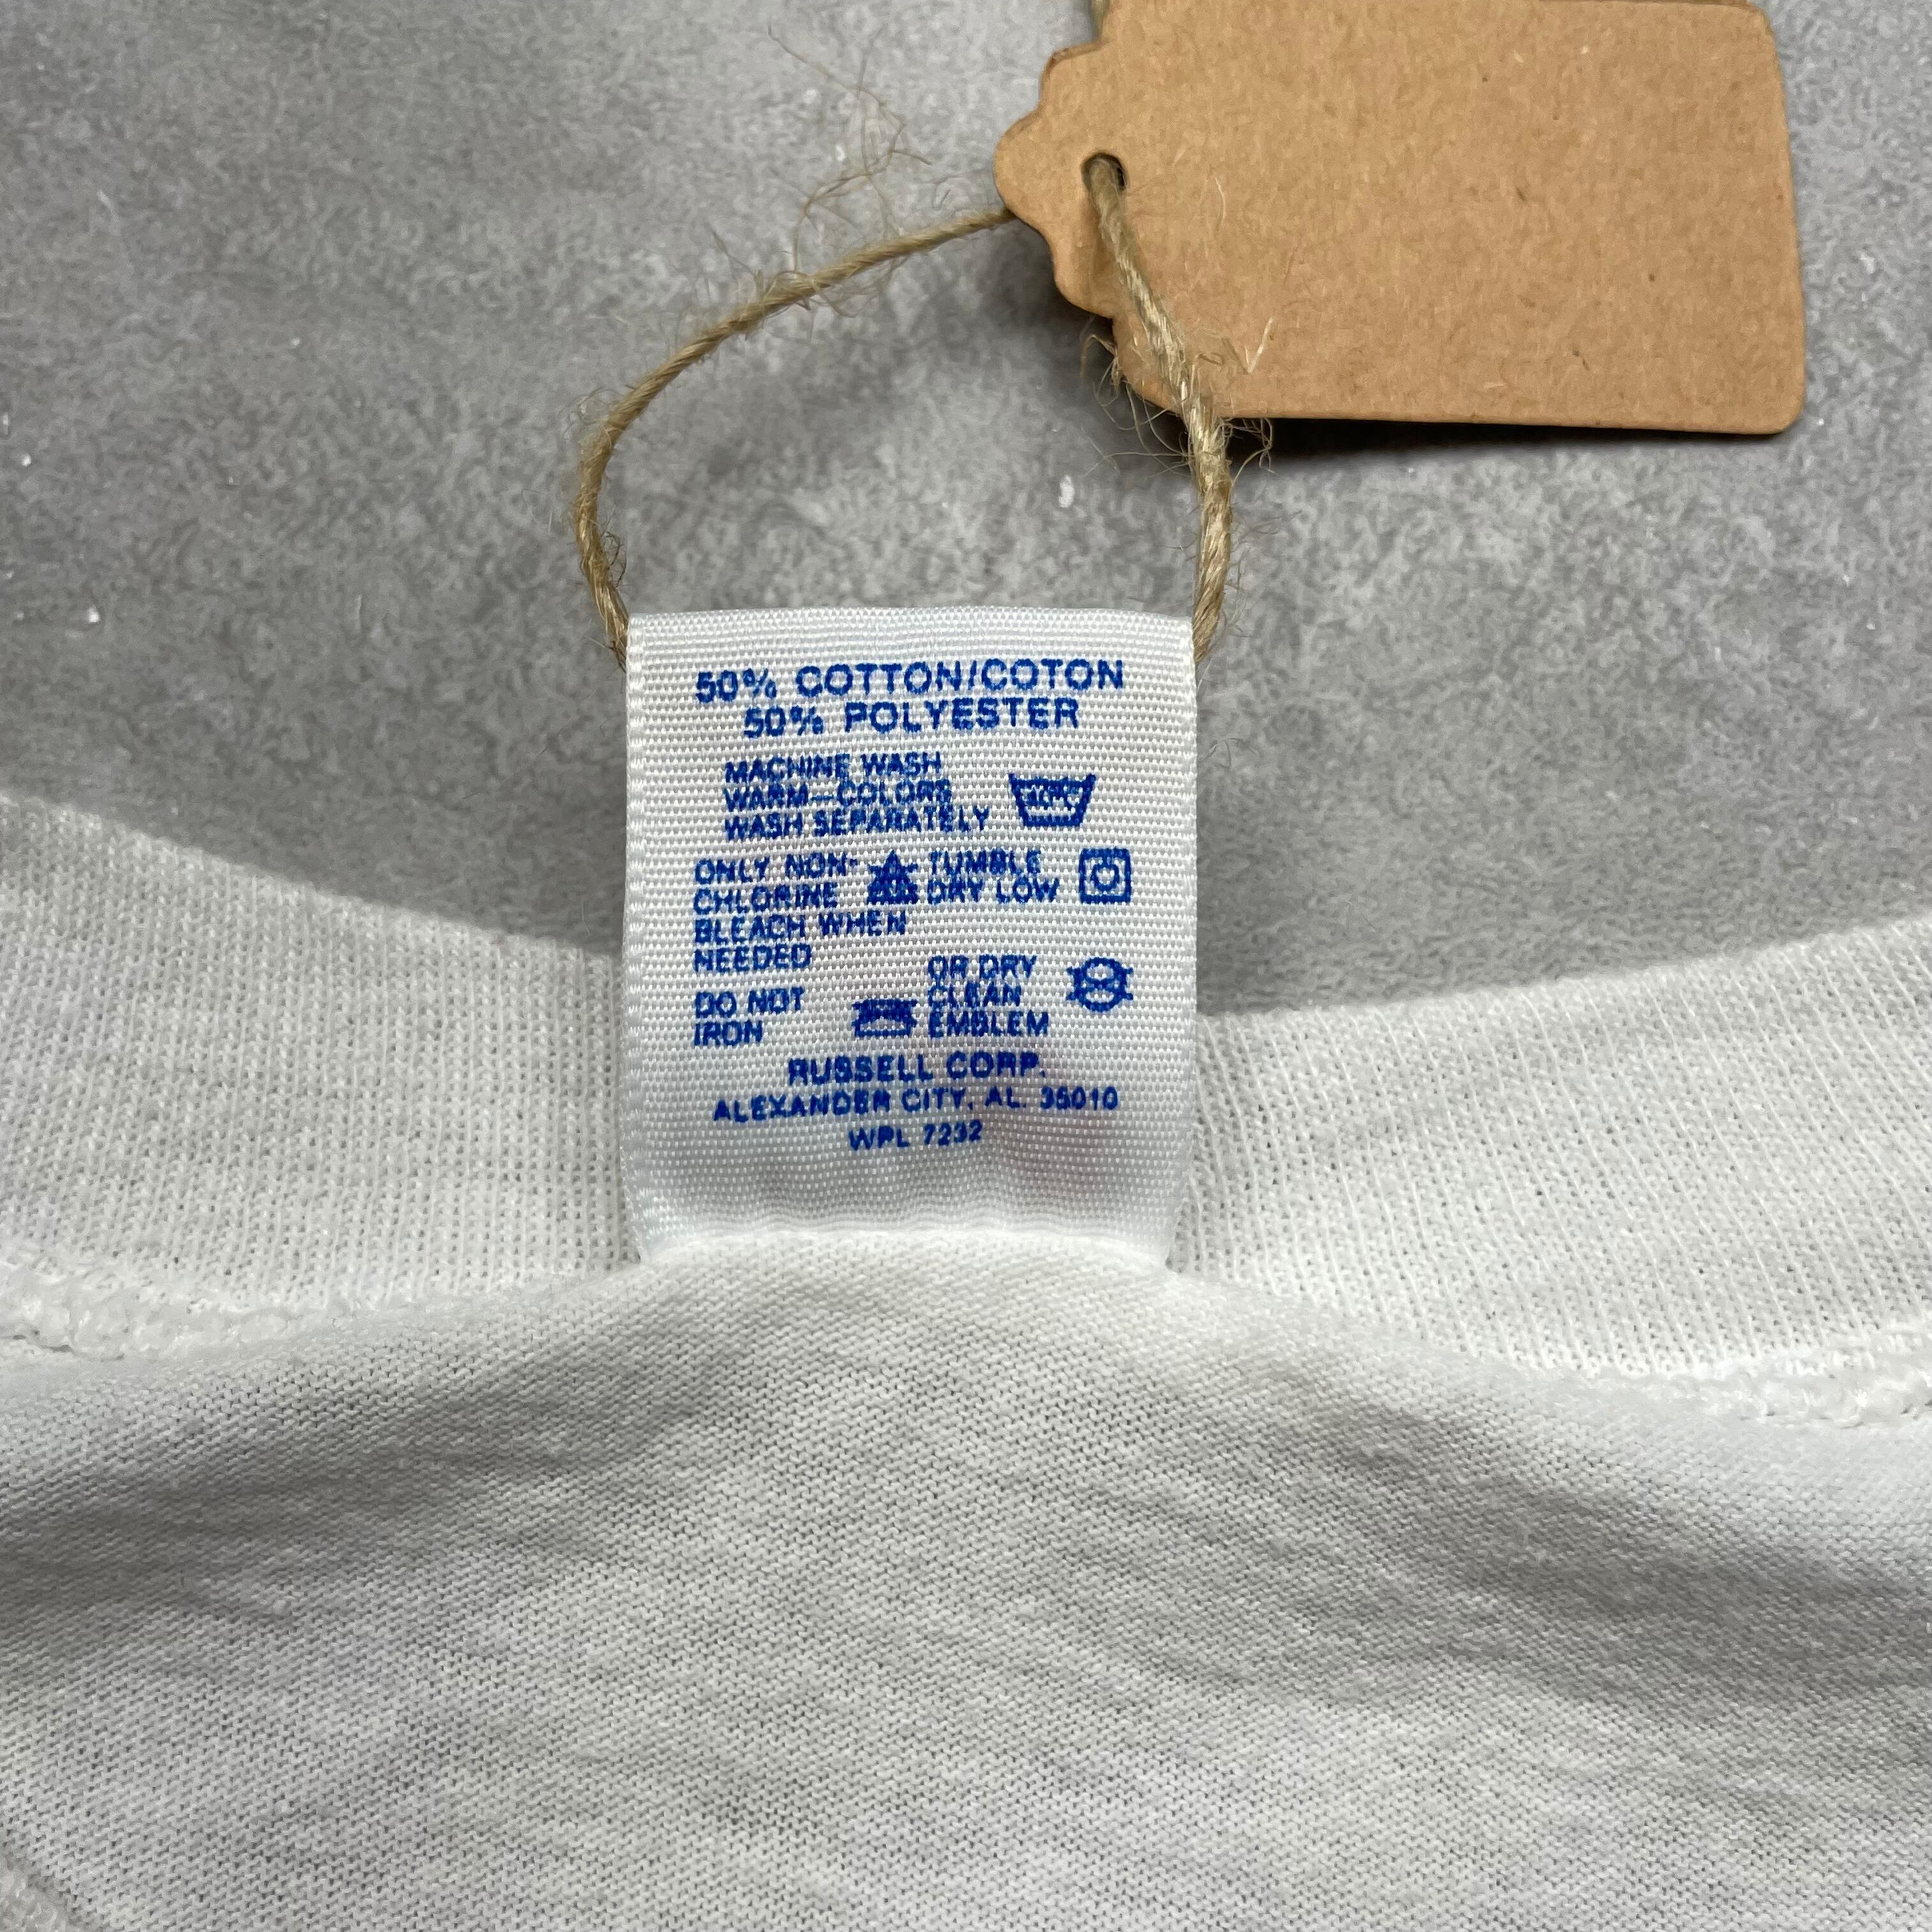 50% COTTON/COTON
50% POLYESTER
MACHINE WASH
WARM—COLORS
WASH SEPARATELY
40°C
ONLY NON-
CHLORINE
BLEACH WHEN
NEEDED
TUMBLE
DRY LOW
DO NOT
IRON
OR DRY
CLEAN
EMBLEM
RUSSELL CORP.
ALEXANDER CITY, AL. 35010
WPL 7232